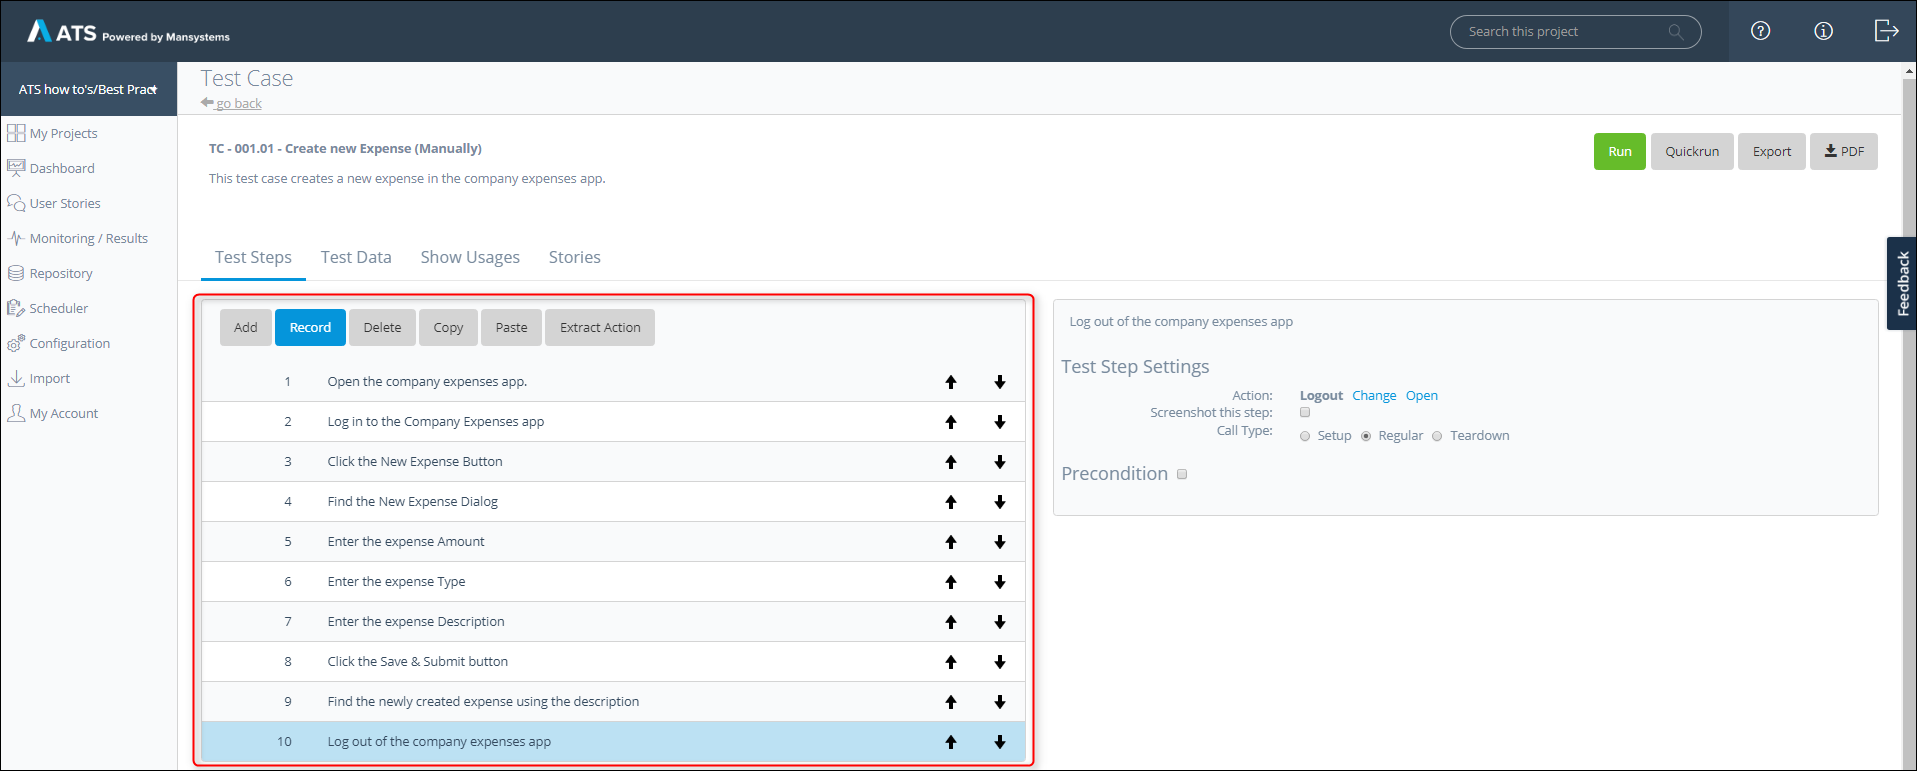 ATS Powered by Mansystems
Search this project
ATS how to's/Best Pract
My Projects
Dashboard
User Stories
Monitoring / Results
Repository
Scheduler
Configuration
Import
My Account
Test Case
go back
TC - 001.01 - Create new Expense (Manually)
This test case creates a new expense in the company expenses app.
Run Quickrun Export PDF
Test Steps Test Data Show Usages Stories
Add Record Delete Copy Paste Extract Action
1 Open the company expenses app.
2 Log in to the Company Expenses app
3 Click the New Expense Button
4 Find the New Expense Dialog
5 Enter the expense Amount
6 Enter the expense Type
7 Enter the expense Description
8 Click the Save & Submit button
9 Find the newly created expense using the description
10 Log out of the company expenses app
Log out of the company expenses app
Test Step Settings
Action: Logout Change Open
Screenshot this step:
Call Type: Setup Regular Teardown
Precondition
Feedback